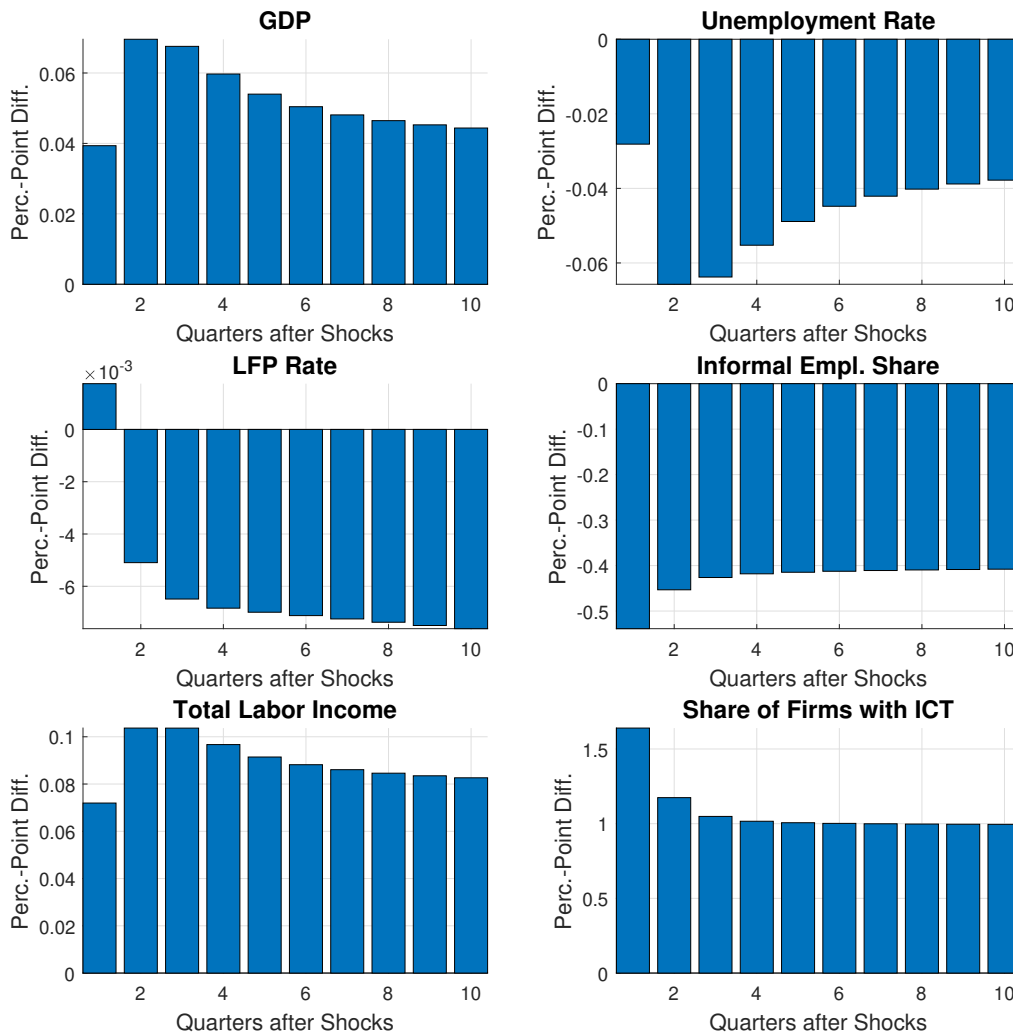 GDP
Perc.-Point Diff.
0.06
0.04
0.02
0
2 4 6 8 10
Quarters after Shocks
Unemployment Rate
Perc.-Point Diff.
0
-0.02
-0.04
-0.06
2 4 6 8 10
Quarters after Shocks
LFP Rate
× 10⁻³
Perc.-Point Diff.
0
-2
-4
-6
2 4 6 8 10
Quarters after Shocks
Informal Empl. Share
Perc.-Point Diff.
0
-0.1
-0.2
-0.3
-0.4
-0.5
2 4 6 8 10
Quarters after Shocks
Total Labor Income
Perc.-Point Diff.
0.1
0.08
0.06
0.04
0.02
0
2 4 6 8 10
Quarters after Shocks
Share of Firms with ICT
Perc.-Point Diff.
1.5
1
0.5
0
2 4 6 8 10
Quarters after Shocks